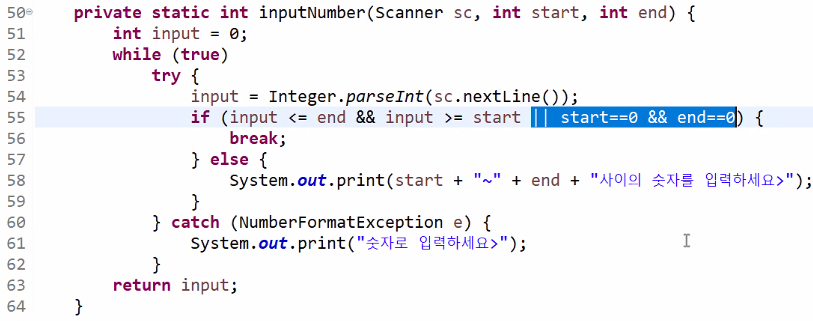 50 private static int inputNumber(Scanner sc, int start, int end) {
51 int input = 0;
52 while (true)
53 try {
54 input = Integer.parseInt(sc.nextLine());
55 if (input <= end && input >= start || start==0 && end==0) {
56 break;
57 } else {
58 System.out.print(start + "~" + end + "사이의 숫자를 입력하세요>");
59 }
60 } catch (NumberFormatException e) {
61 System.out.print("숫자로 입력하세요>");
62 }
63 return input;
64 }